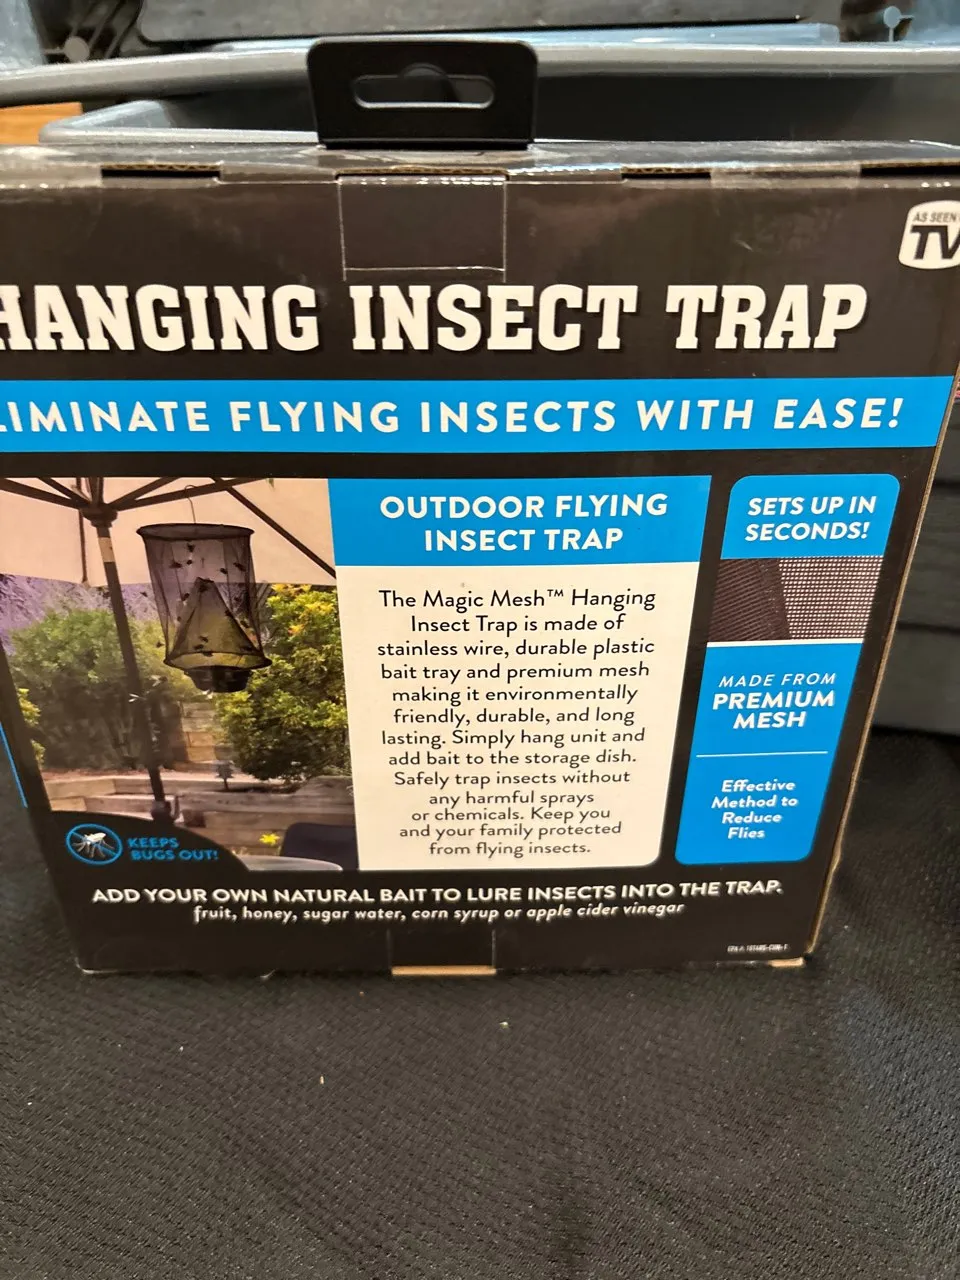 AS SEEN
TV
HANGING INSECT TRAP
LIMINATE FLYING INSECTS WITH EASE!
OUTDOOR FLYING
INSECT TRAP
The Magic Mesh™ Hanging
Insect Trap is made of
stainless wire, durable plastic
bait tray and premium mesh
making it environmentally
friendly, durable, and long
lasting. Simply hang unit and
add bait to the storage dish.
Safely trap insects without
any harmful sprays
or chemicals. Keep you
and your family protected
from flying insects.
SETS UP IN
SECONDS!
MADE FROM
PREMIUM
MESH
Effective
Method to
Reduce
Flies
KEEPS
BUGS OUT!
ADD YOUR OWN NATURAL BAIT TO LURE INSECTS INTO THE TRAP.
fruit, honey, sugar water, corn syrup or apple cider vinegar